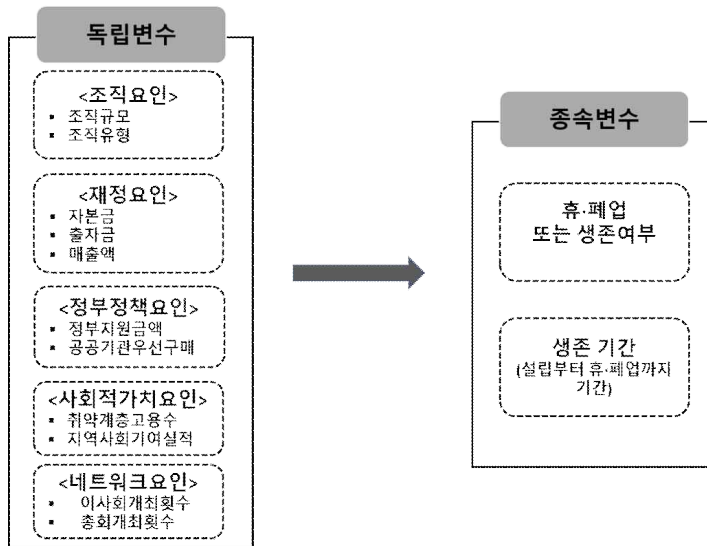 독립변수
<조직요인>
▪ 조직규모
▪ 조직유형
<재정요인>
▪ 자본금
▪ 출자금
▪ 매출액
<정부정책요인>
▪ 정부지원금액
▪ 공공기관우선구매
<사회적가치요인>
▪ 취약계층고용수
▪ 지역사회기여실적
<네트워크요인>
▪ 이사회개최횟수
▪ 총회개최횟수
종속변수
휴·폐업
또는 생존여부
생존 기간
(설립부터 휴·폐업까지
기간)